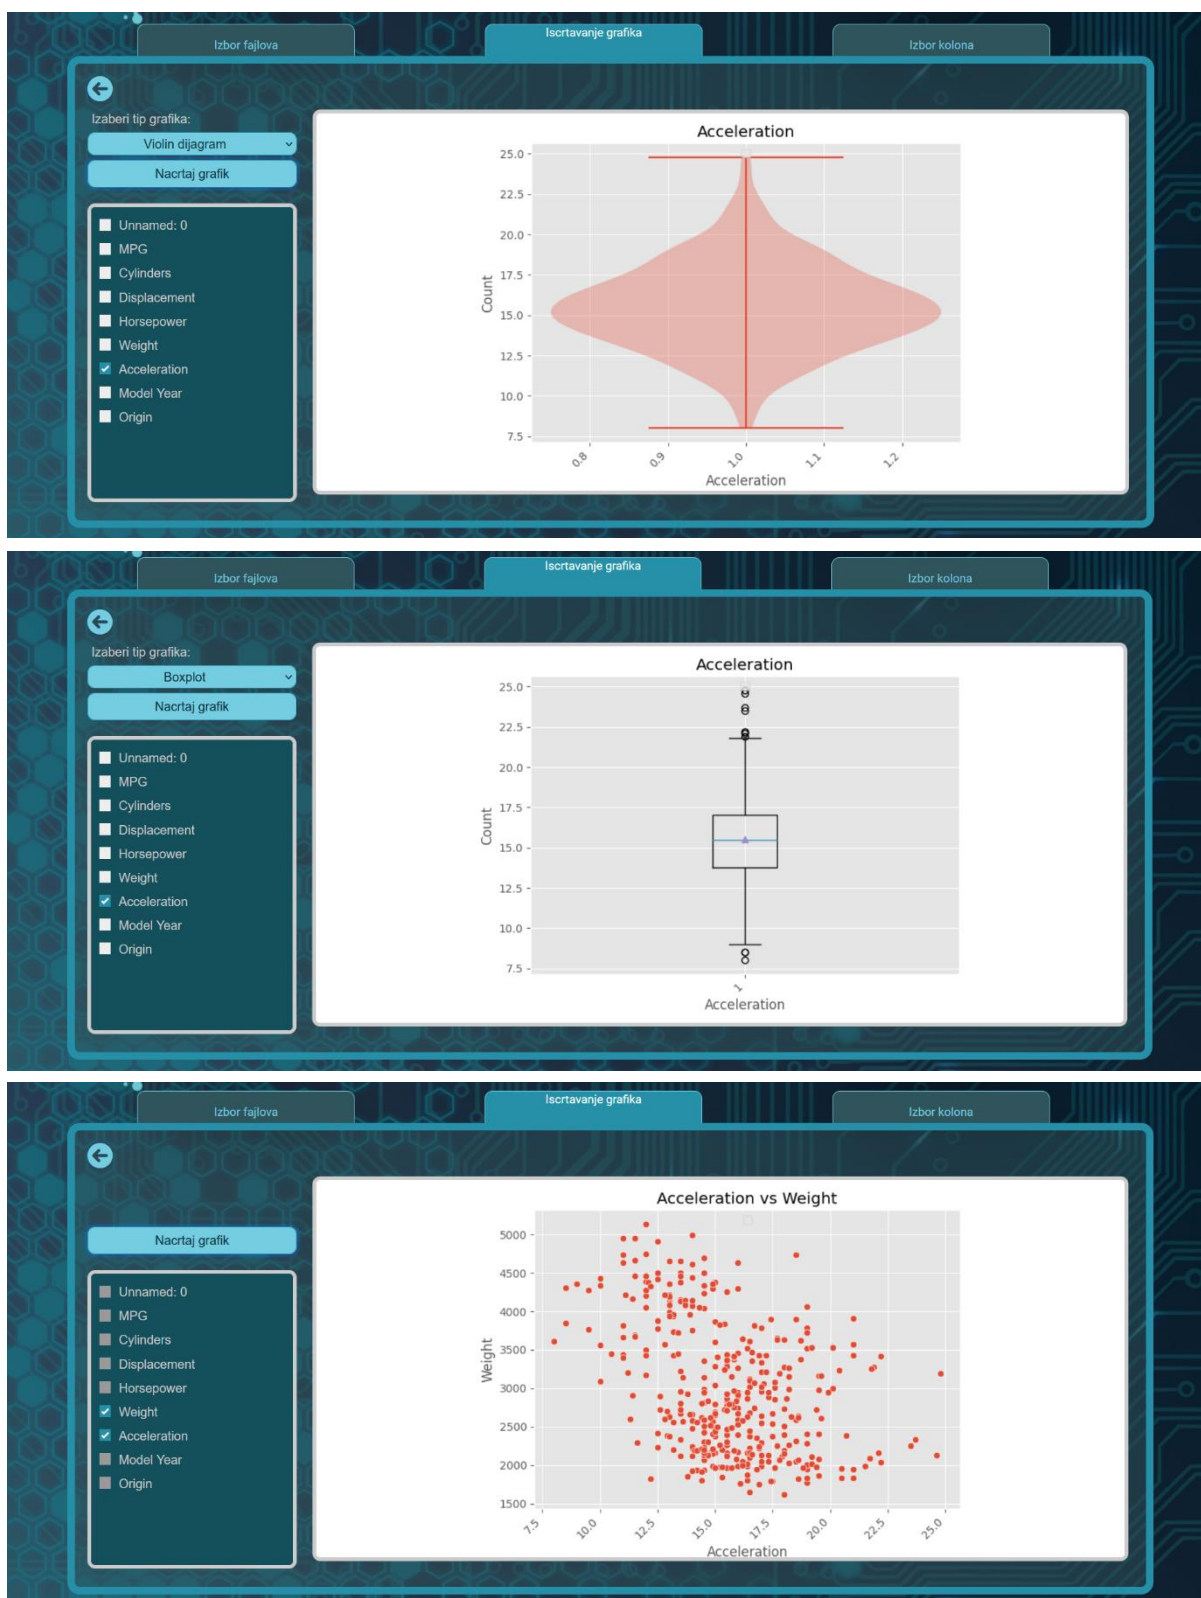 Izbor fajlova
Iscrtavanje grafika
Izbor kolona
Izaberi tip grafika:
Violin dijagram
Nacrtaj grafik
Unnamed: 0
MPG
Cylinders
Displacement
Horsepower
Weight
Acceleration
Model Year
Origin
Acceleration
Count
25.0
22.5
20.0
17.5
15.0
12.5
10.0
7.5
0.8 0.9 1.0 1.1 1.2
Acceleration
Izbor fajlova
Iscrtavanje grafika
Izbor kolona
Izaberi tip grafika:
Boxplot
Nacrtaj grafik
Unnamed: 0
MPG
Cylinders
Displacement
Horsepower
Weight
Acceleration
Model Year
Origin
Acceleration
Count
25.0
22.5
20.0
17.5
15.0
12.5
10.0
7.5
1
Acceleration
Izbor fajlova
Iscrtavanje grafika
Izbor kolona
Nacrtaj grafik
Unnamed: 0
MPG
Cylinders
Displacement
Horsepower
Weight
Acceleration
Model Year
Origin
Acceleration vs Weight
Weight
5000
4500
4000
3500
3000
2500
2000
1500
7.5 10.0 12.5 15.0 17.5 20.0 22.5 25.0
Acceleration